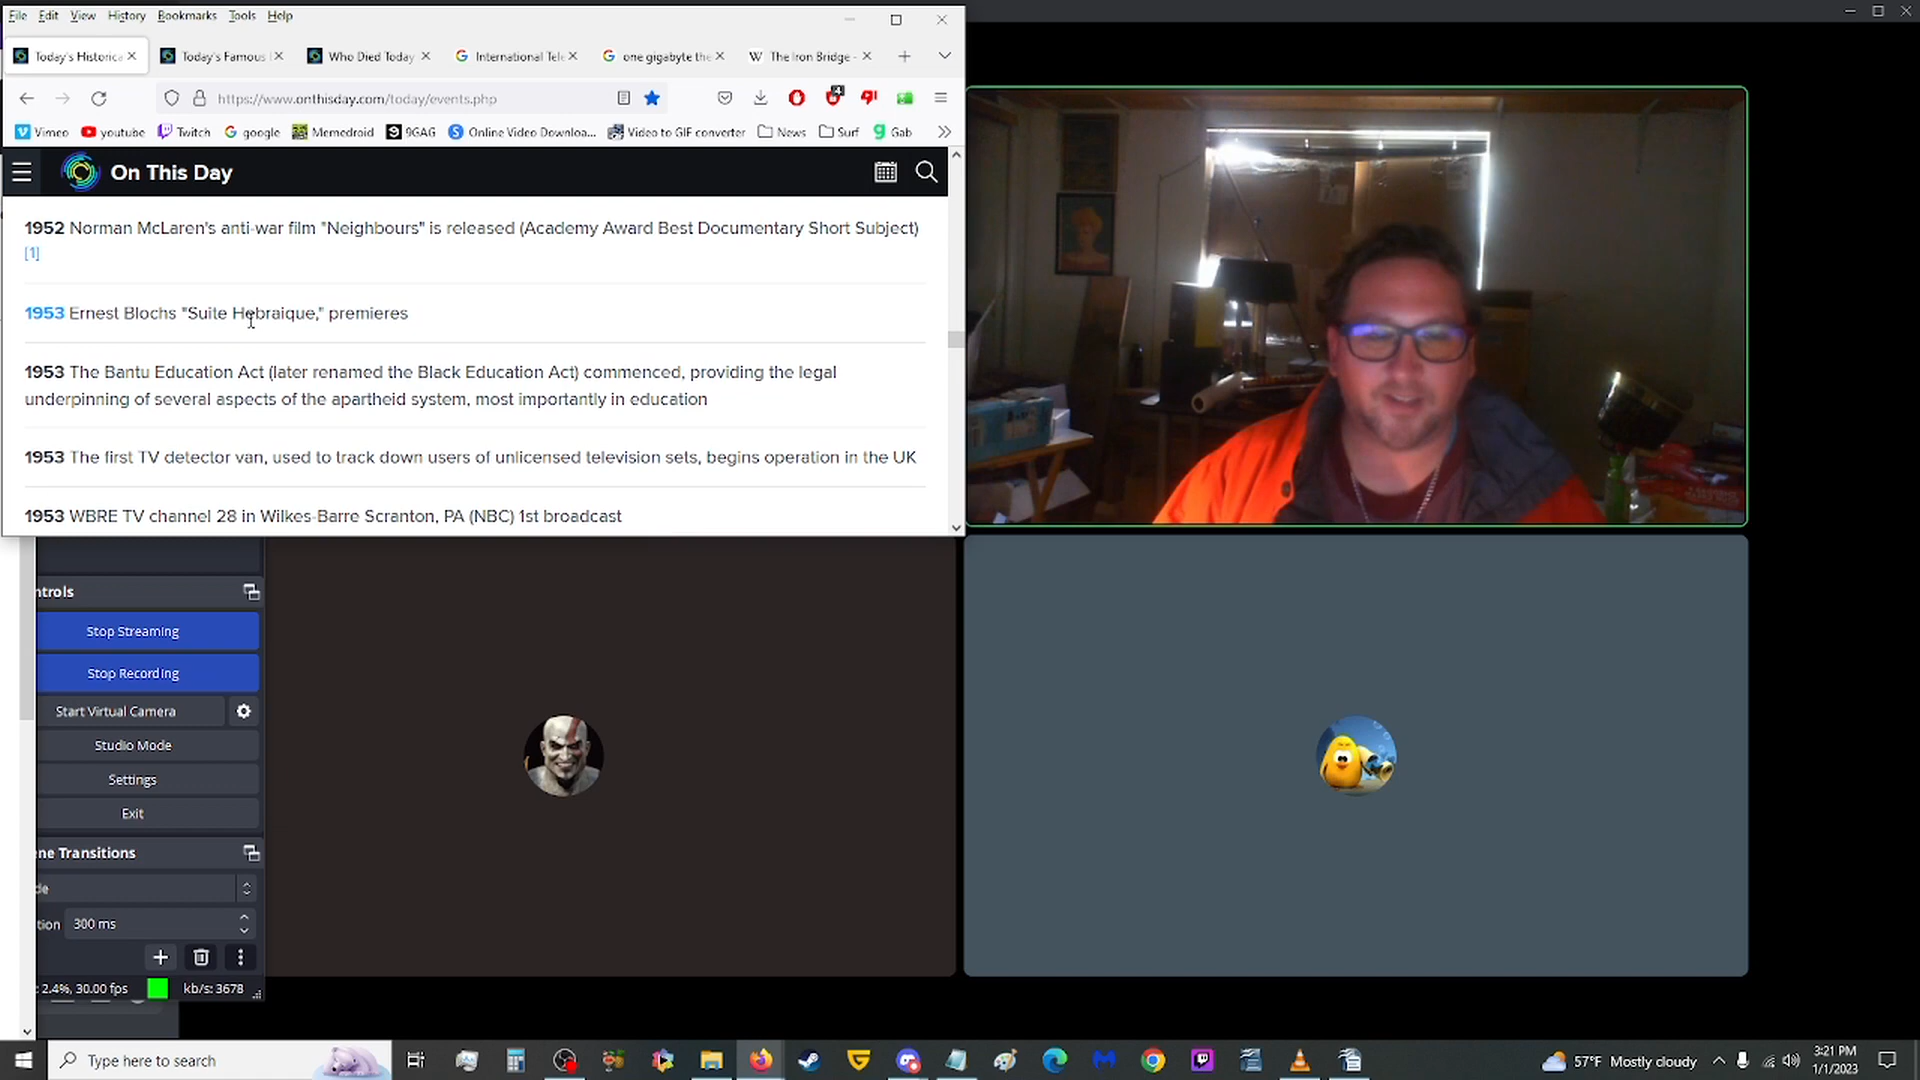 File Edit View History Bookmarks Tools Help
Today's Historica
Today's Famous
Who Died Today
International Tele
one gigabyte the
The Iron Bridge -
https://www.onthisday.com/today/events.php
Vimeo youtube Twitch google Memedroid 9GAG Online Video Downloa... Video to GIF converter News Surf Gab
On This Day
1952 Norman McLaren's anti-war film "Neighbours" is released (Academy Award Best Documentary Short Subject)
[1]
1953 Ernest Blochs "Suite Hebraique," premieres
1953 The Bantu Education Act (later renamed the Black Education Act) commenced, providing the legal
underpinning of several aspects of the apartheid system, most importantly in education
1953 The first TV detector van, used to track down users of unlicensed television sets, begins operation in the UK
1953 WBRE TV channel 28 in Wilkes-Barre Scranton, PA (NBC) 1st broadcast
ntrols
Stop Streaming
Stop Recording
Start Virtual Camera
Studio Mode
Settings
Exit
ene Transitions
de
tion 300 ms
: 2.4%, 30.00 fps kb/s: 3678
Type here to search
57°F Mostly cloudy
3:21 PM
1/1/2023